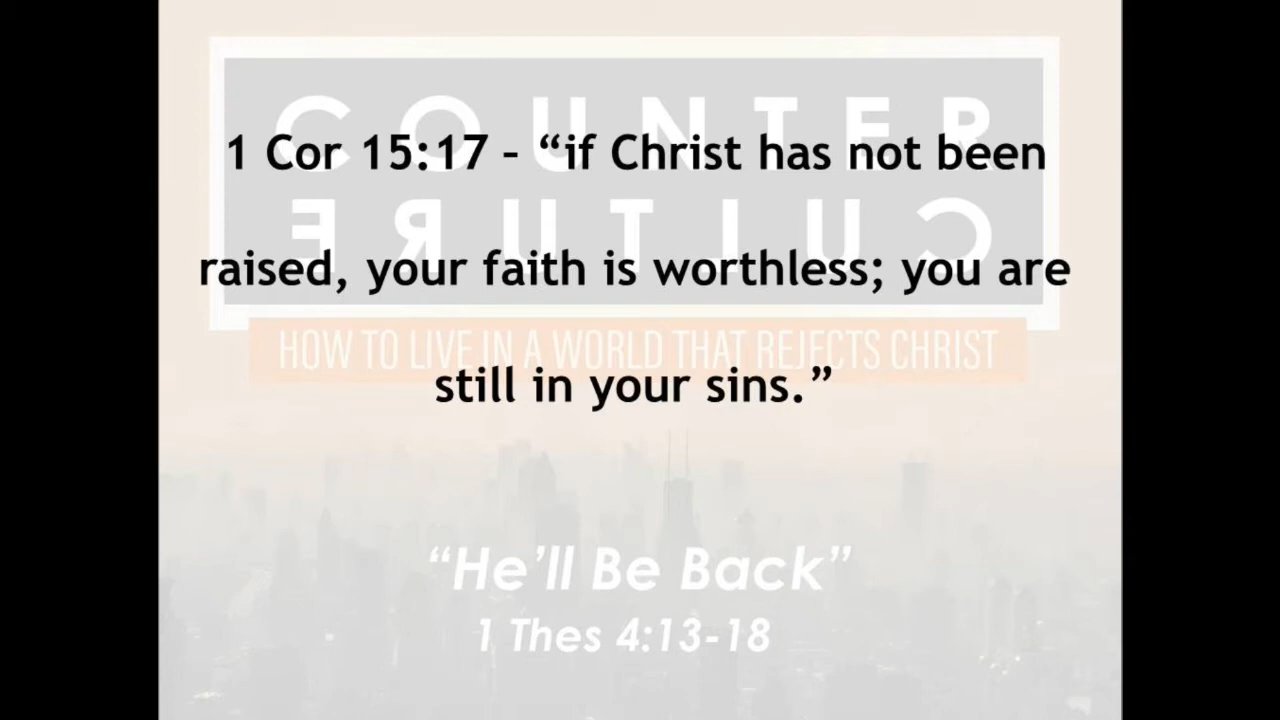 COUNTER
1 Cor 15:17 – “if Christ has not been
CULTURE
raised, your faith is worthless; you are
HOW TO LIVE IN A WORLD THAT REJECTS CHRIST
still in your sins.”
“He’ll Be Back”
1 Thes 4:13-18